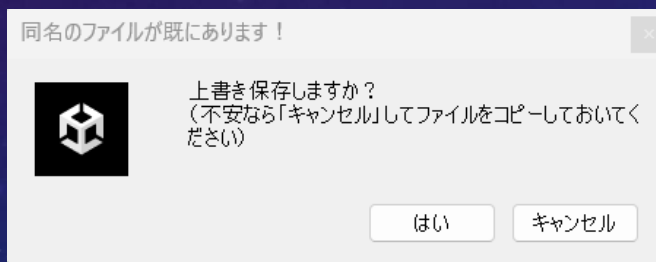 同名のファイルが既にあります！
上書き保存しますか？
（不安なら「キャンセル」してファイルをコピーしておいてく
ださい）
はい
キャンセル